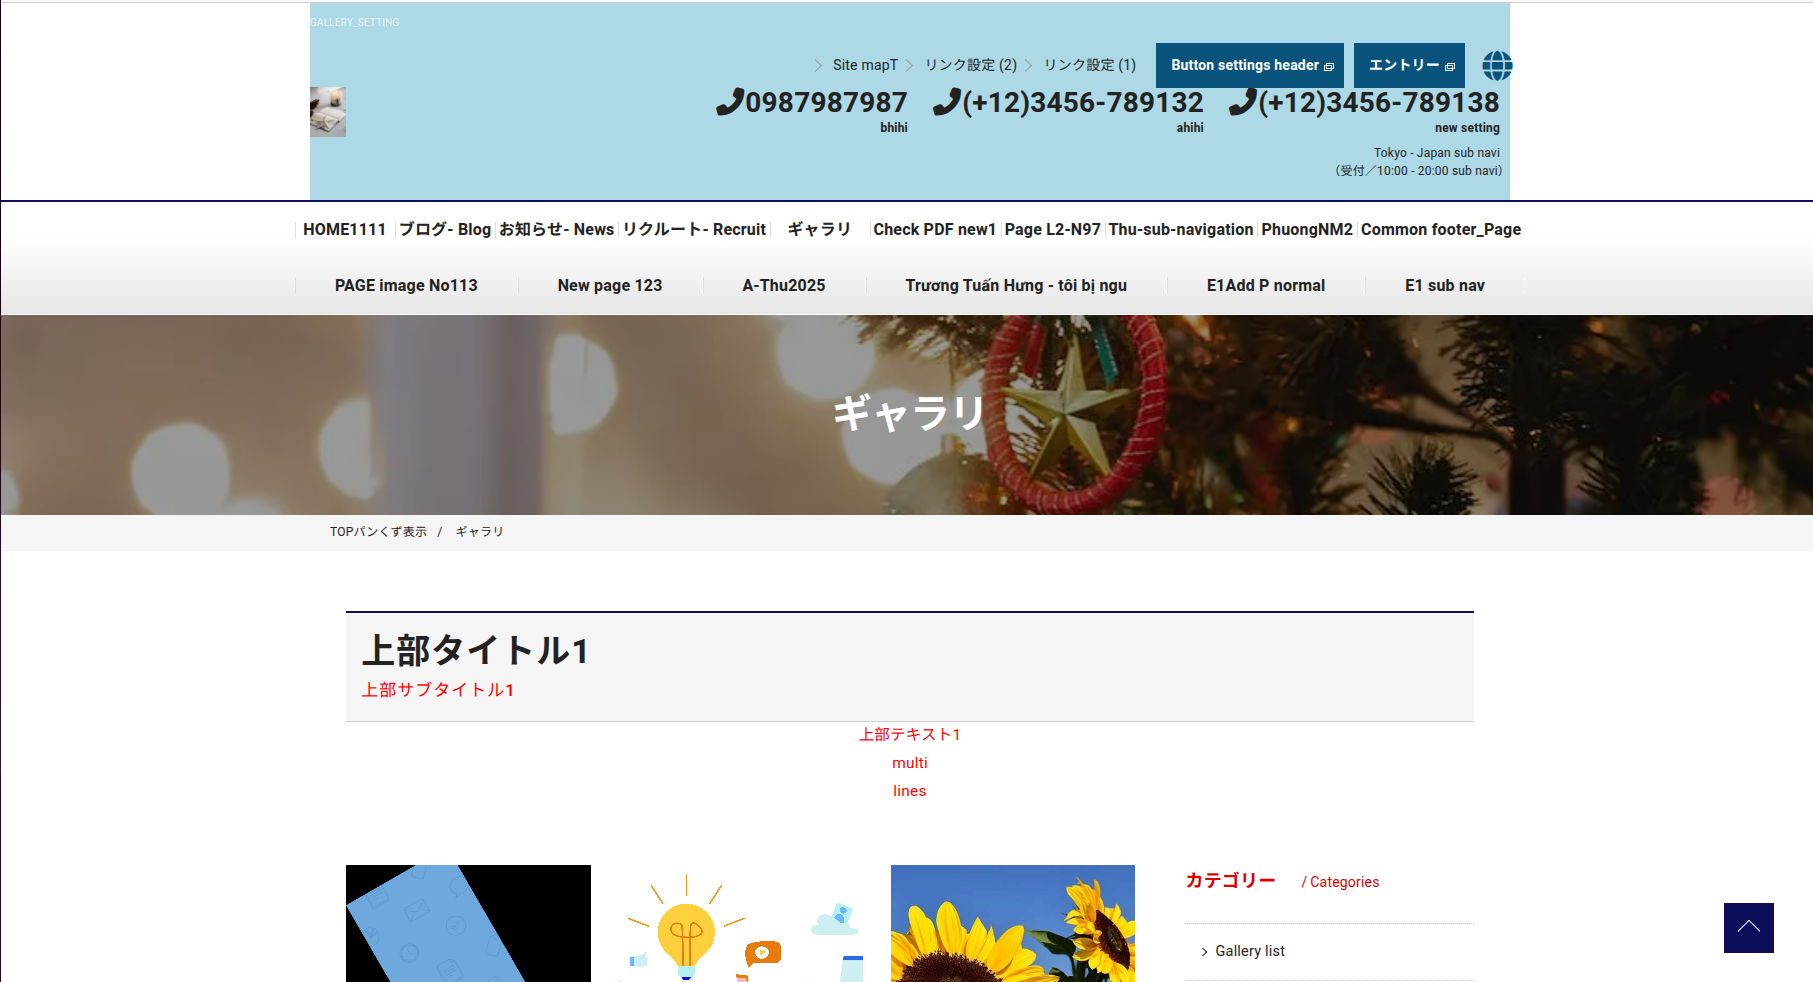 GALLERY_SETTING
Site mapT リンク設定 (2) リンク設定 (1) Button settings header エントリー
0987987987 (+12)3456-789132 (+12)3456-789138
bhihi ahihi new setting
Tokyo - Japan sub navi
（受付／10:00 - 20:00 sub navi）
HOME1111 ブログ- Blog お知らせ- News リクルート- Recruit ギャラリ Check PDF new1 Page L2-N97 Thu-sub-navigation PhuongNM2 Common footer_Page
PAGE image No113 New page 123 A-Thu2025 Trương Tuấn Hưng - tôi bị ngu E1Add P normal E1 sub nav
ギャラリ
TOPパンくず表示 / ギャラリ
上部タイトル1
上部サブタイトル1
上部テキスト1
multi
lines
カテゴリー / Categories
Gallery list